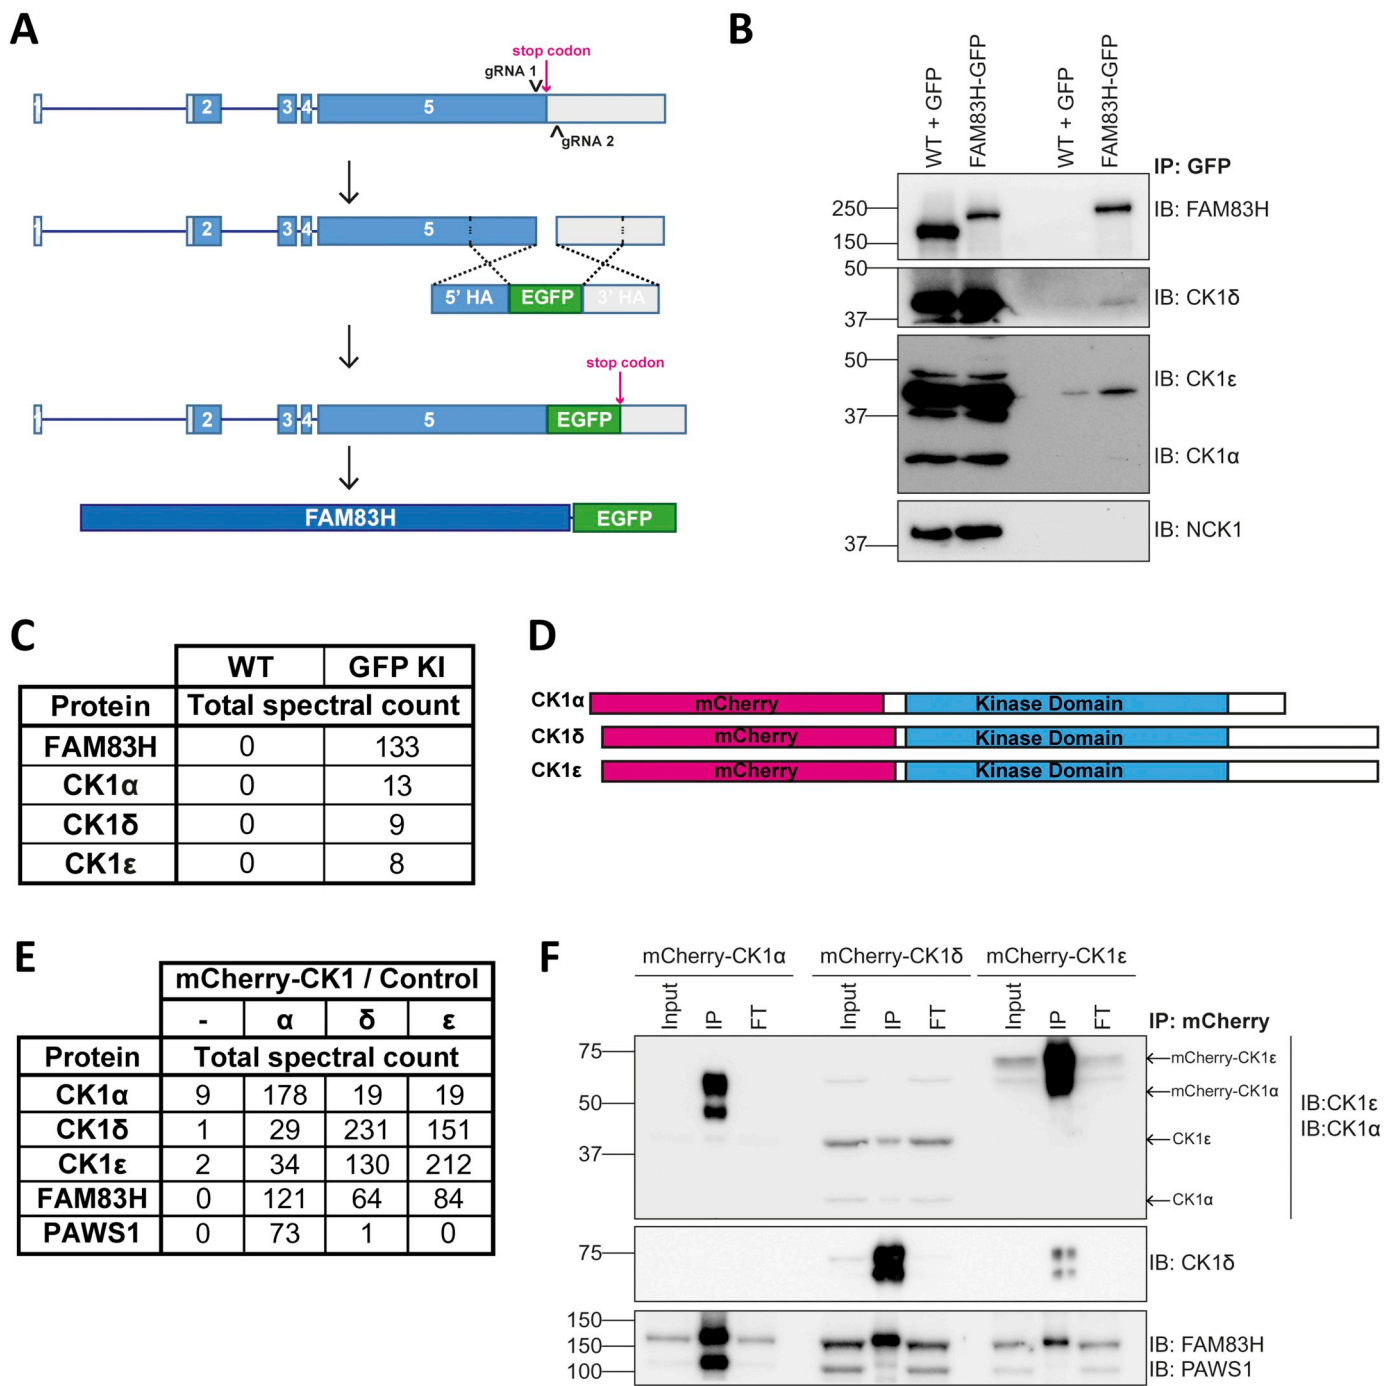 A
stop codon
gRNA 1
1 2 3 4 5
gRNA 2
5
1 2 3 4
5' HA EGFP 3' HA
stop codon
1 2 3 4 5 EGFP
FAM83H EGFP
B
WT + GFP
FAM83H-GFP
WT + GFP
FAM83H-GFP
IP: GFP
250
150
IB: FAM83H
50
37
IB: CK1δ
50
37
IB: CK1ε
IB: CK1α
37
IB: NCK1
C
WT GFP KI
Protein Total spectral count
FAM83H 0 133
CK1α 0 13
CK1δ 0 9
CK1ε 0 8
D
CK1α mCherry Kinase Domain
CK1δ mCherry Kinase Domain
CK1ε mCherry Kinase Domain
E
mCherry-CK1 / Control
- α δ ε
Protein Total spectral count
CK1α 9 178 19 19
CK1δ 1 29 231 151
CK1ε 2 34 130 212
FAM83H 0 121 64 84
PAWS1 0 73 1 0
F
mCherry-CK1α mCherry-CK1δ mCherry-CK1ε
Input IP FT Input IP FT Input IP FT
IP: mCherry
75
50
37
mCherry-CK1ε
mCherry-CK1α
CK1ε
CK1α
IB:CK1ε
IB:CK1α
75
IB: CK1δ
150
150
100
IB: FAM83H
IB: PAWS1